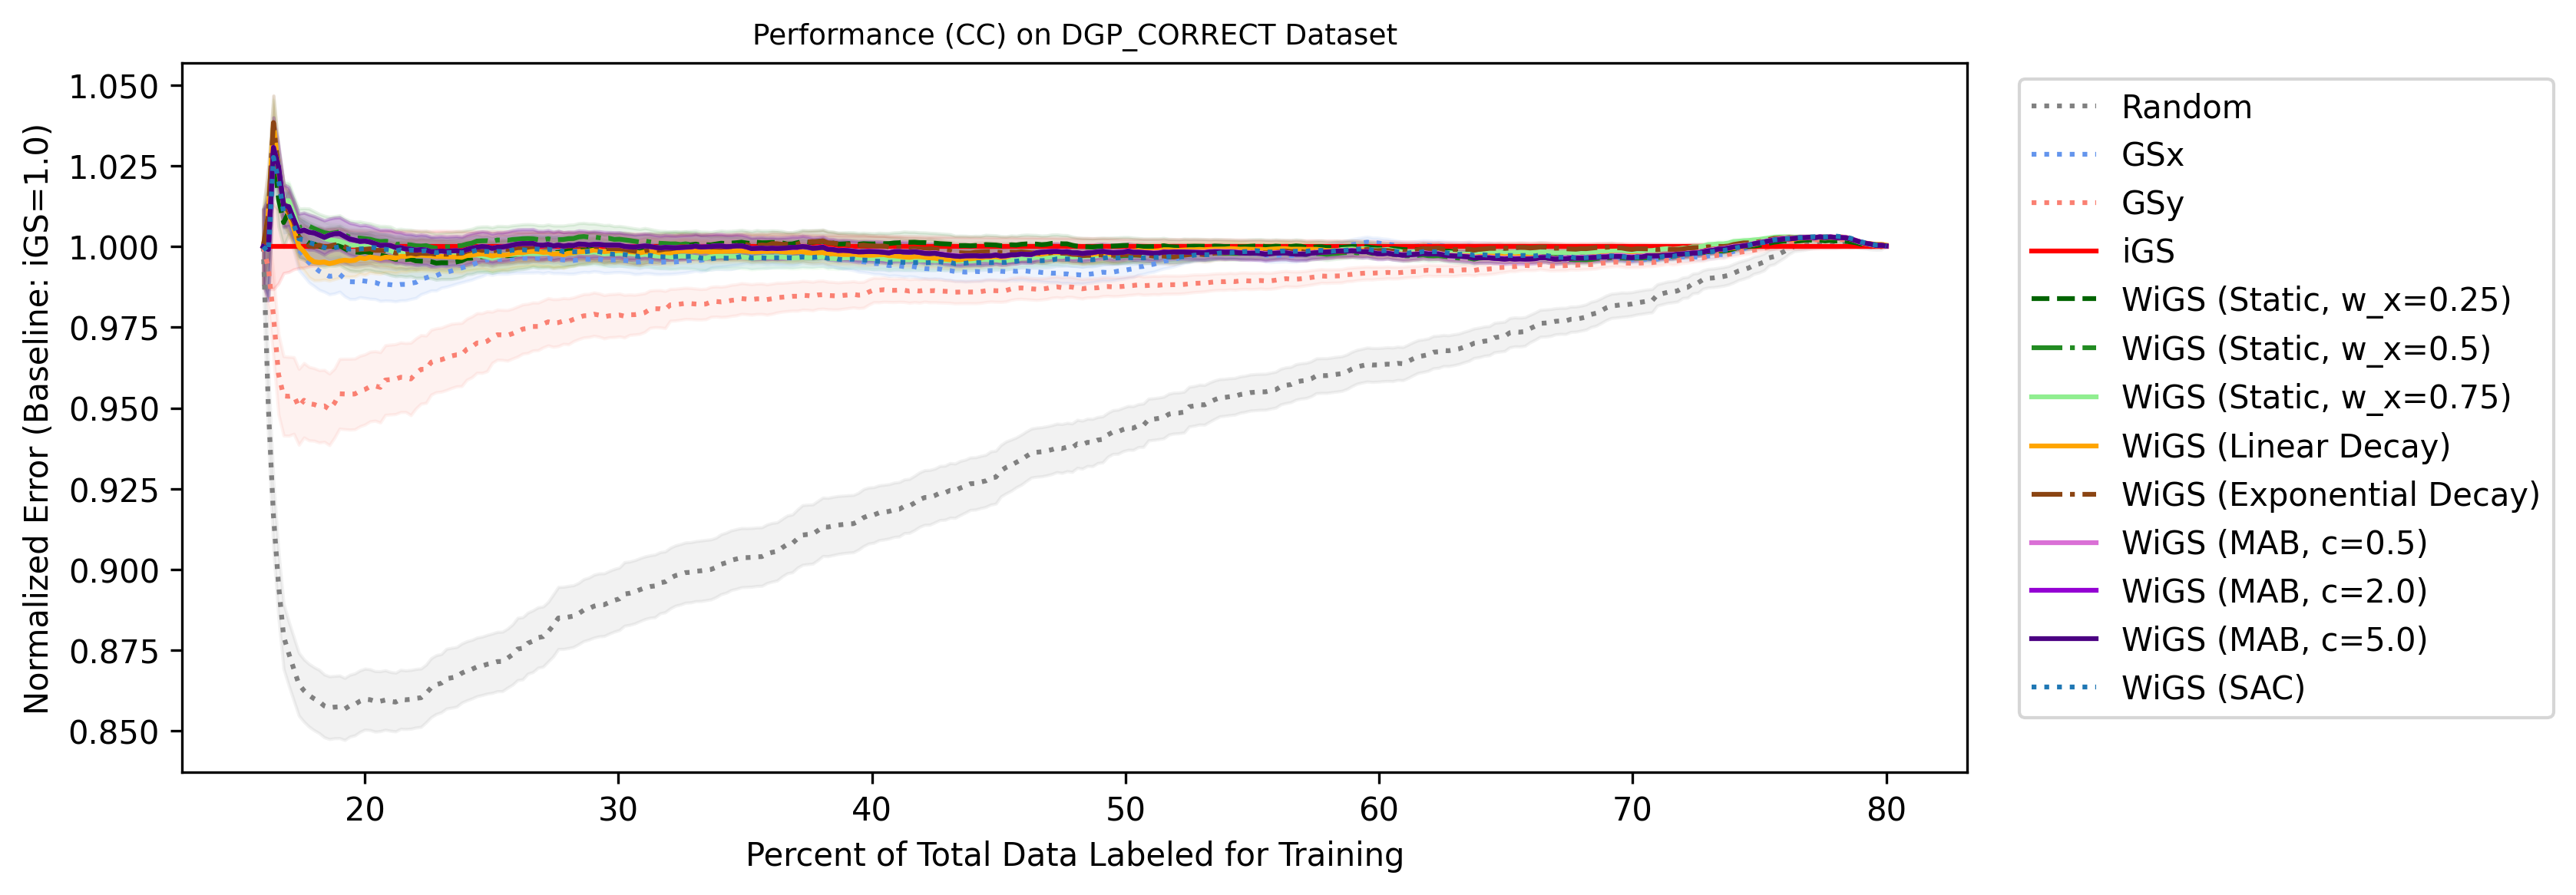 Performance (CC) on DGP_CORRECT Dataset
Normalized Error (Baseline: iGS=1.0)
1.050
1.025
1.000
0.975
0.950
0.925
0.900
0.875
0.850
20 30 40 50 60 70 80
Percent of Total Data Labeled for Training
Random
GSx
GSy
iGS
WiGS (Static, w_x=0.25)
WiGS (Static, w_x=0.5)
WiGS (Static, w_x=0.75)
WiGS (Linear Decay)
WiGS (Exponential Decay)
WiGS (MAB, c=0.5)
WiGS (MAB, c=2.0)
WiGS (MAB, c=5.0)
WiGS (SAC)